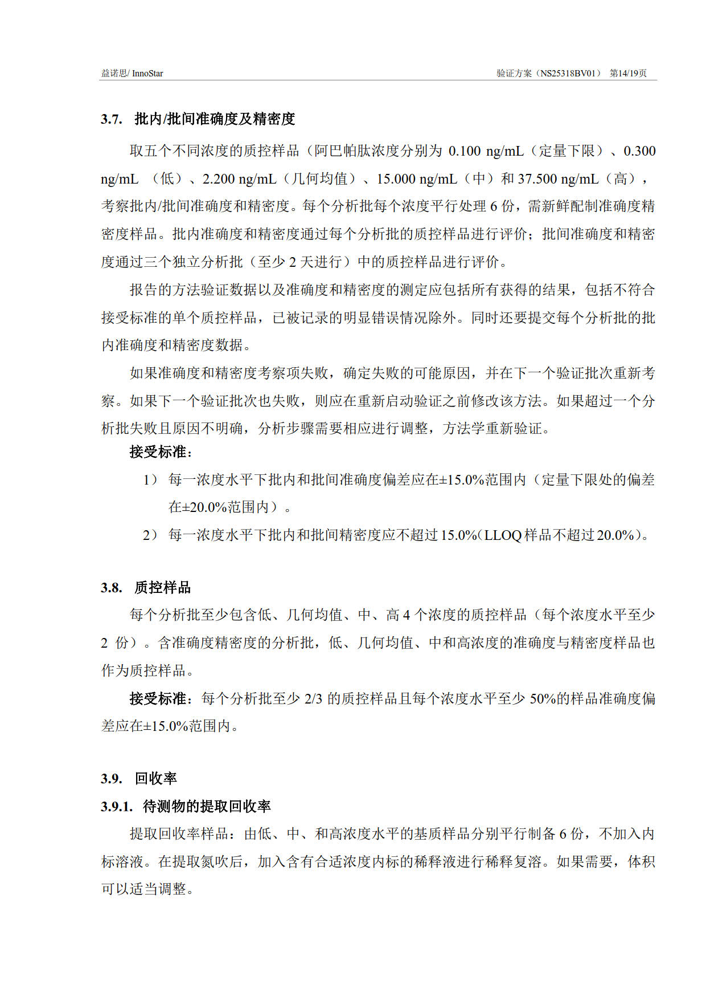 益诺思/ InnoStar 验证方案（NS25318BV01） 第14/19页
3.7. 批内/批间准确度及精密度
取五个不同浓度的质控样品（阿巴帕肽浓度分别为 0.100 ng/mL（定量下限）、0.300
ng/mL （低）、2.200 ng/mL（几何均值）、15.000 ng/mL（中）和 37.500 ng/mL（高），
考察批内/批间准确度和精密度。每个分析批每个浓度平行处理 6 份，需新鲜配制准确度精
密度样品。批内准确度和精密度通过每个分析批的质控样品进行评价；批间准确度和精密
度通过三个独立分析批（至少 2 天进行）中的质控样品进行评价。
报告的方法验证数据以及准确度和精密度的测定应包括所有获得的结果，包括不符合
接受标准的单个质控样品，已被记录的明显错误情况除外。同时还要提交每个分析批的批
内准确度和精密度数据。
如果准确度和精密度考察项失败，确定失败的可能原因，并在下一个验证批次重新考
察。如果下一个验证批次也失败，则应在重新启动验证之前修改该方法。如果超过一个分
析批失败且原因不明确，分析步骤需要相应进行调整，方法学重新验证。
接受标准：
1） 每一浓度水平下批内和批间准确度偏差应在±15.0%范围内（定量下限处的偏差
在±20.0%范围内）。
2） 每一浓度水平下批内和批间精密度应不超过 15.0%（LLOQ 样品不超过 20.0%）。
3.8. 质控样品
每个分析批至少包含低、几何均值、中、高 4 个浓度的质控样品（每个浓度水平至少
2 份）。含准确度精密度的分析批，低、几何均值、中和高浓度的准确度与精密度样品也
作为质控样品。
接受标准：每个分析批至少 2/3 的质控样品且每个浓度水平至少 50%的样品准确度偏
差应在±15.0%范围内。
3.9. 回收率
3.9.1. 待测物的提取回收率
提取回收率样品：由低、中、和高浓度水平的基质样品分别平行制备 6 份，不加入内
标溶液。在提取氮吹后，加入含有合适浓度内标的稀释液进行稀释复溶。如果需要，体积
可以适当调整。